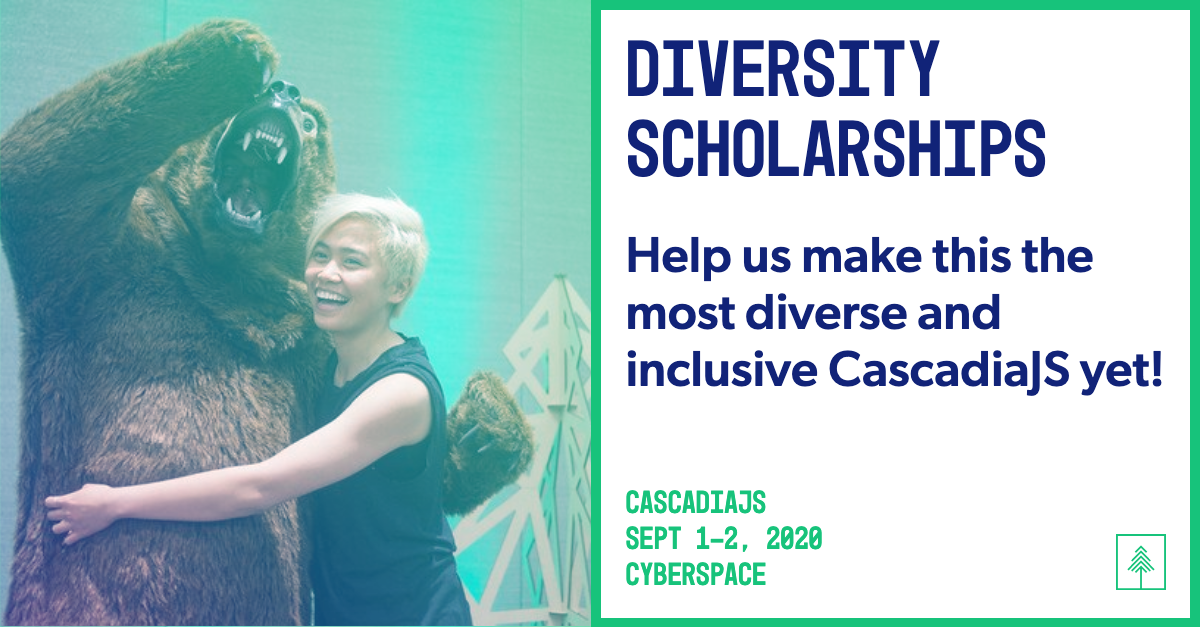 DIVERSITY
SCHOLARSHIPS
Help us make this the
most diverse and
inclusive CascadiaJS yet!
CASCADIAJS
SEPT 1-2, 2020
CYBERSPACE